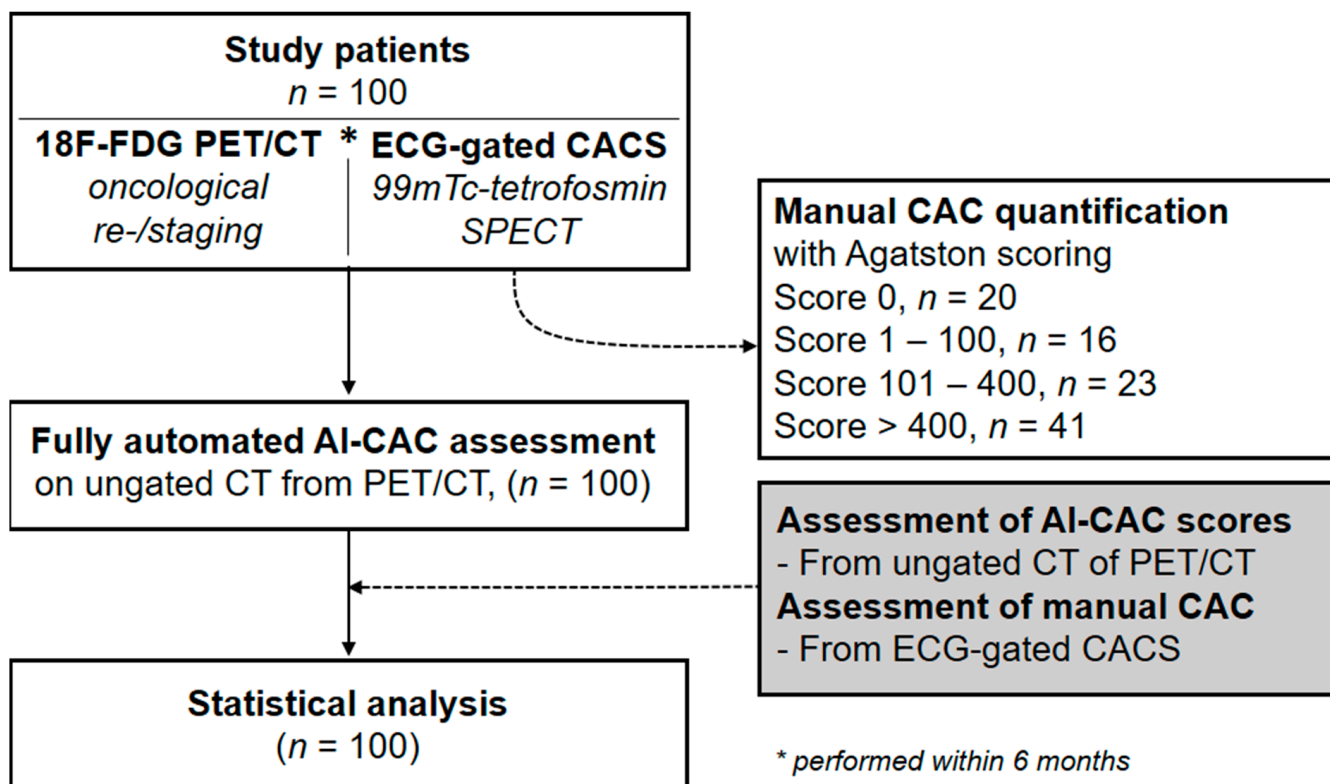 Study patients
n = 100
18F-FDG PET/CT * ECG-gated CACS
oncological
re-/staging
99mTc-tetrofosmin
SPECT
Manual CAC quantification
with Agatston scoring
Score 0, n = 20
Score 1 – 100, n = 16
Score 101 – 400, n = 23
Score > 400, n = 41
Fully automated AI-CAC assessment
on ungated CT from PET/CT, (n = 100)
Assessment of AI-CAC scores
- From ungated CT of PET/CT
Assessment of manual CAC
- From ECG-gated CACS
Statistical analysis
(n = 100)
* performed within 6 months